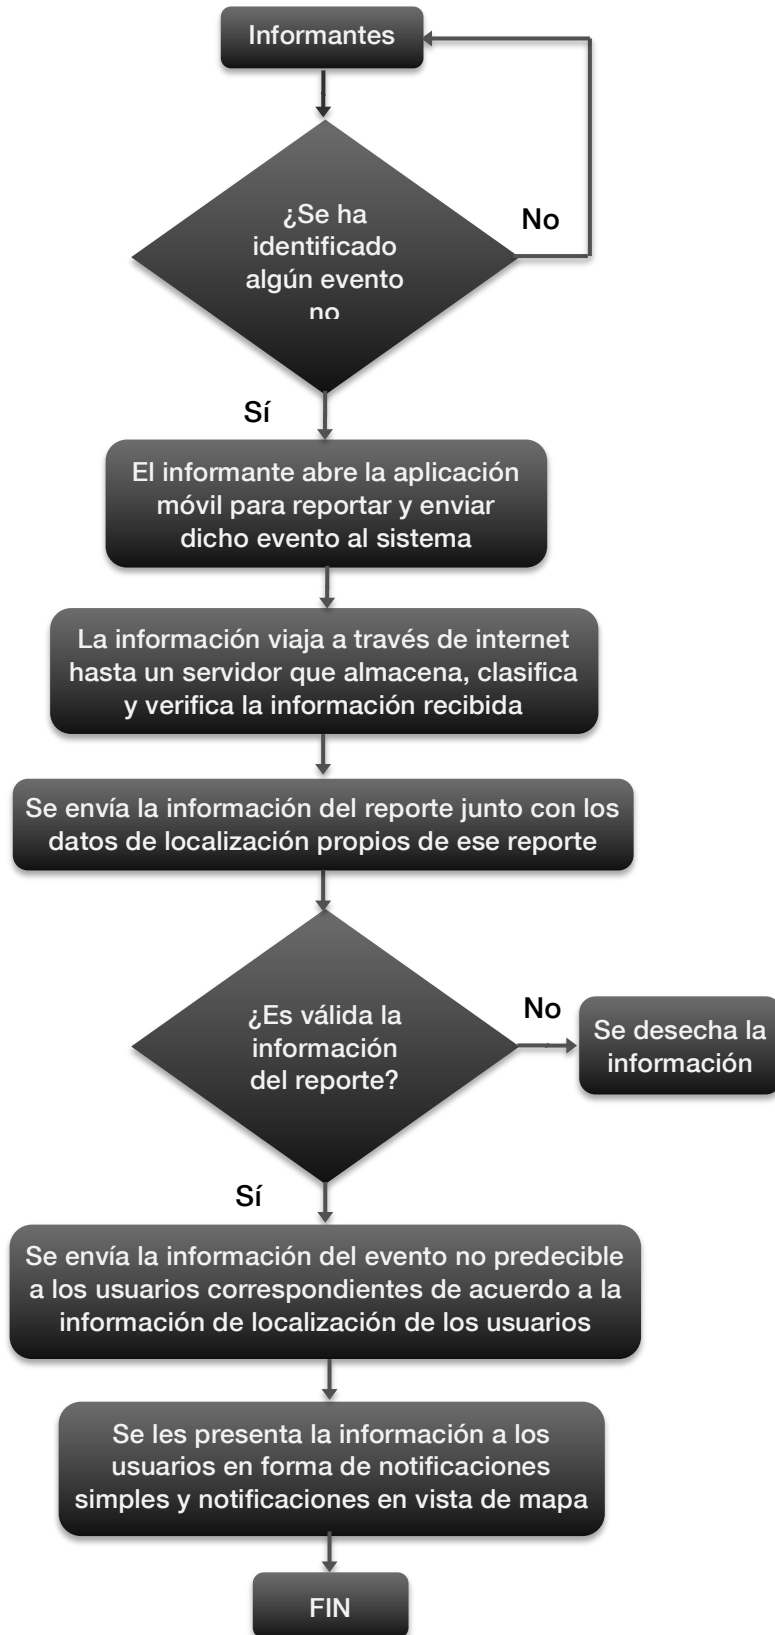 Informantes
¿Se ha
identificado
algún evento
no
No
Sí
El informante abre la aplicación
móvil para reportar y enviar
dicho evento al sistema
La información viaja a través de internet
hasta un servidor que almacena, clasifica
y verifica la información recibida
Se envía la información del reporte junto con los
datos de localización propios de ese reporte
¿Es válida la
información
del reporte?
No
Se desecha la
información
Sí
Se envía la información del evento no predecible
a los usuarios correspondientes de acuerdo a la
información de localización de los usuarios
Se les presenta la información a los
usuarios en forma de notificaciones
simples y notificaciones en vista de mapa
FIN